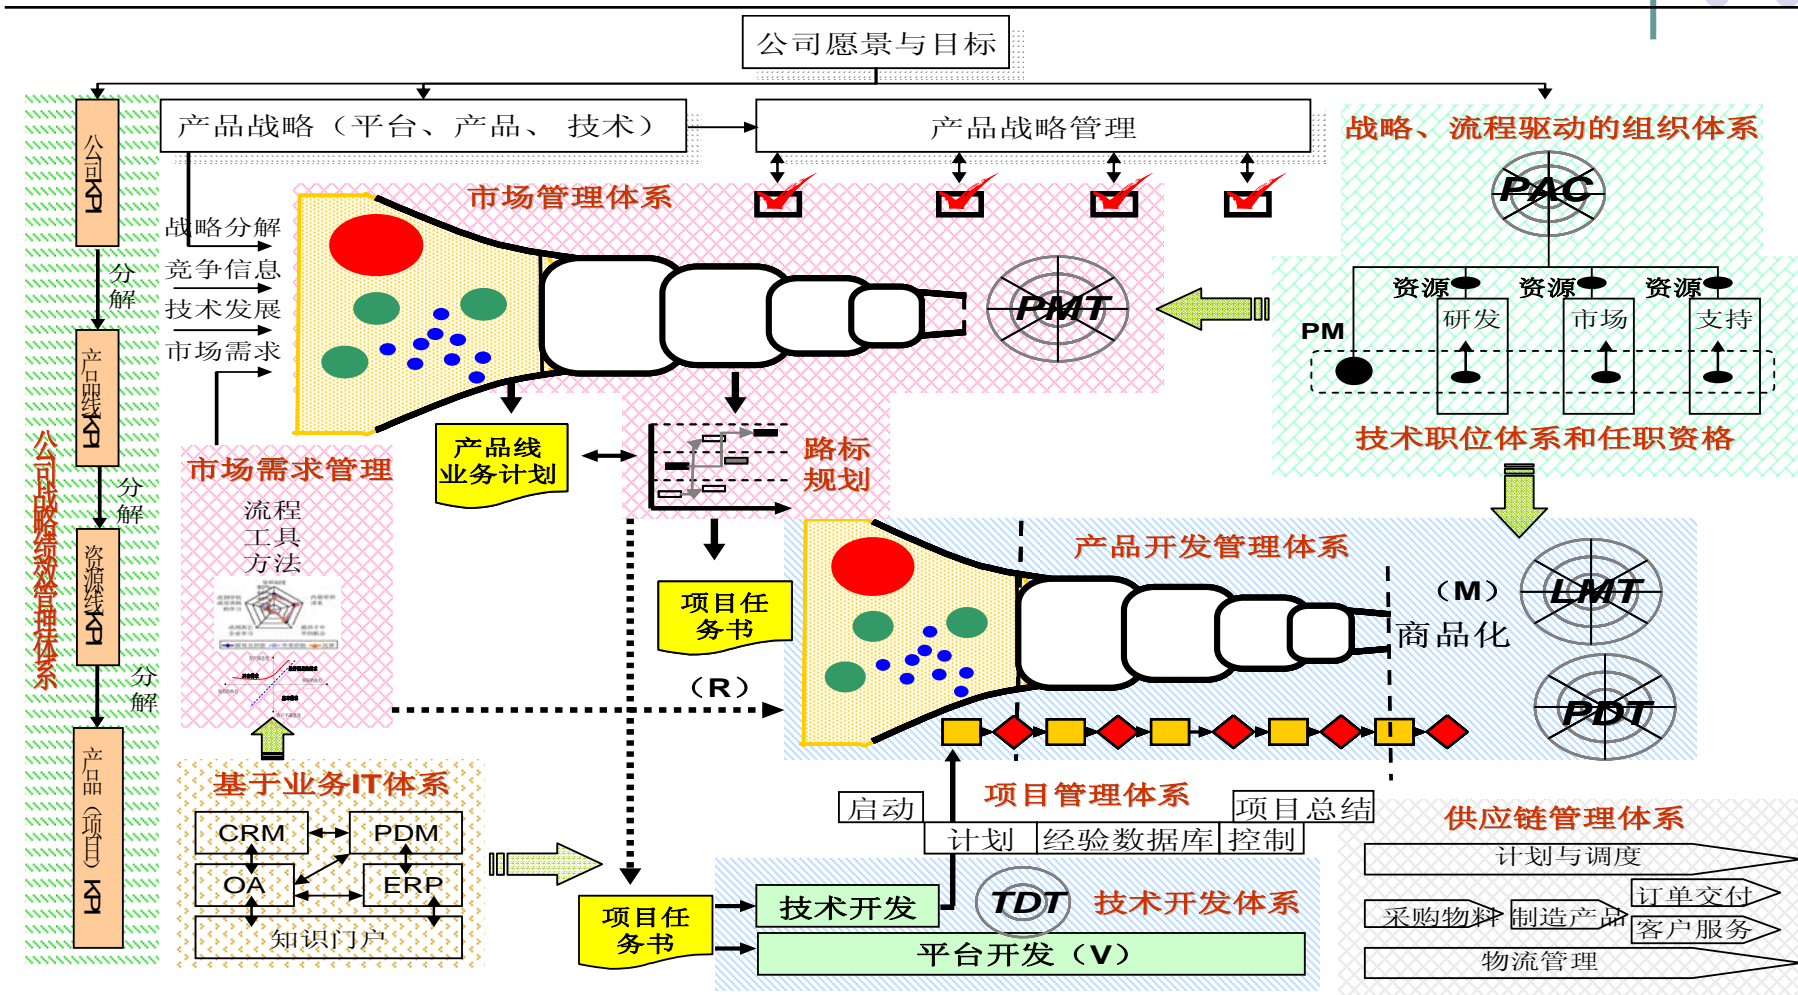 公司愿景与目标
产品战略（平台、产品、 技术）
产品战略管理
战略、流程驱动的组织体系
公司KPI
分解
产品线KPI
分解
资源线KPI
分解
产品（项目）KPI
公司战略绩效管理体系
市场管理体系
战略分解
竞争信息
技术发展
市场需求
PMT
PAC
资源
资源
资源
研发
市场
支持
PM
技术职位体系和任职资格
市场需求管理
流程
工具
方法
产品线
业务计划
路标
规划
项目任
务书
产品开发管理体系
（M）
商品化
LMT
PDT
（R）
基于业务IT体系
CRM
PDM
OA
ERP
知识门户
项目管理体系
启动
项目总结
计划
经验数据库
控制
项目任
务书
技术开发
TDT
技术开发体系
平台开发（V）
供应链管理体系
计划与调度
订单交付
采购物料
制造产品
客户服务
物流管理